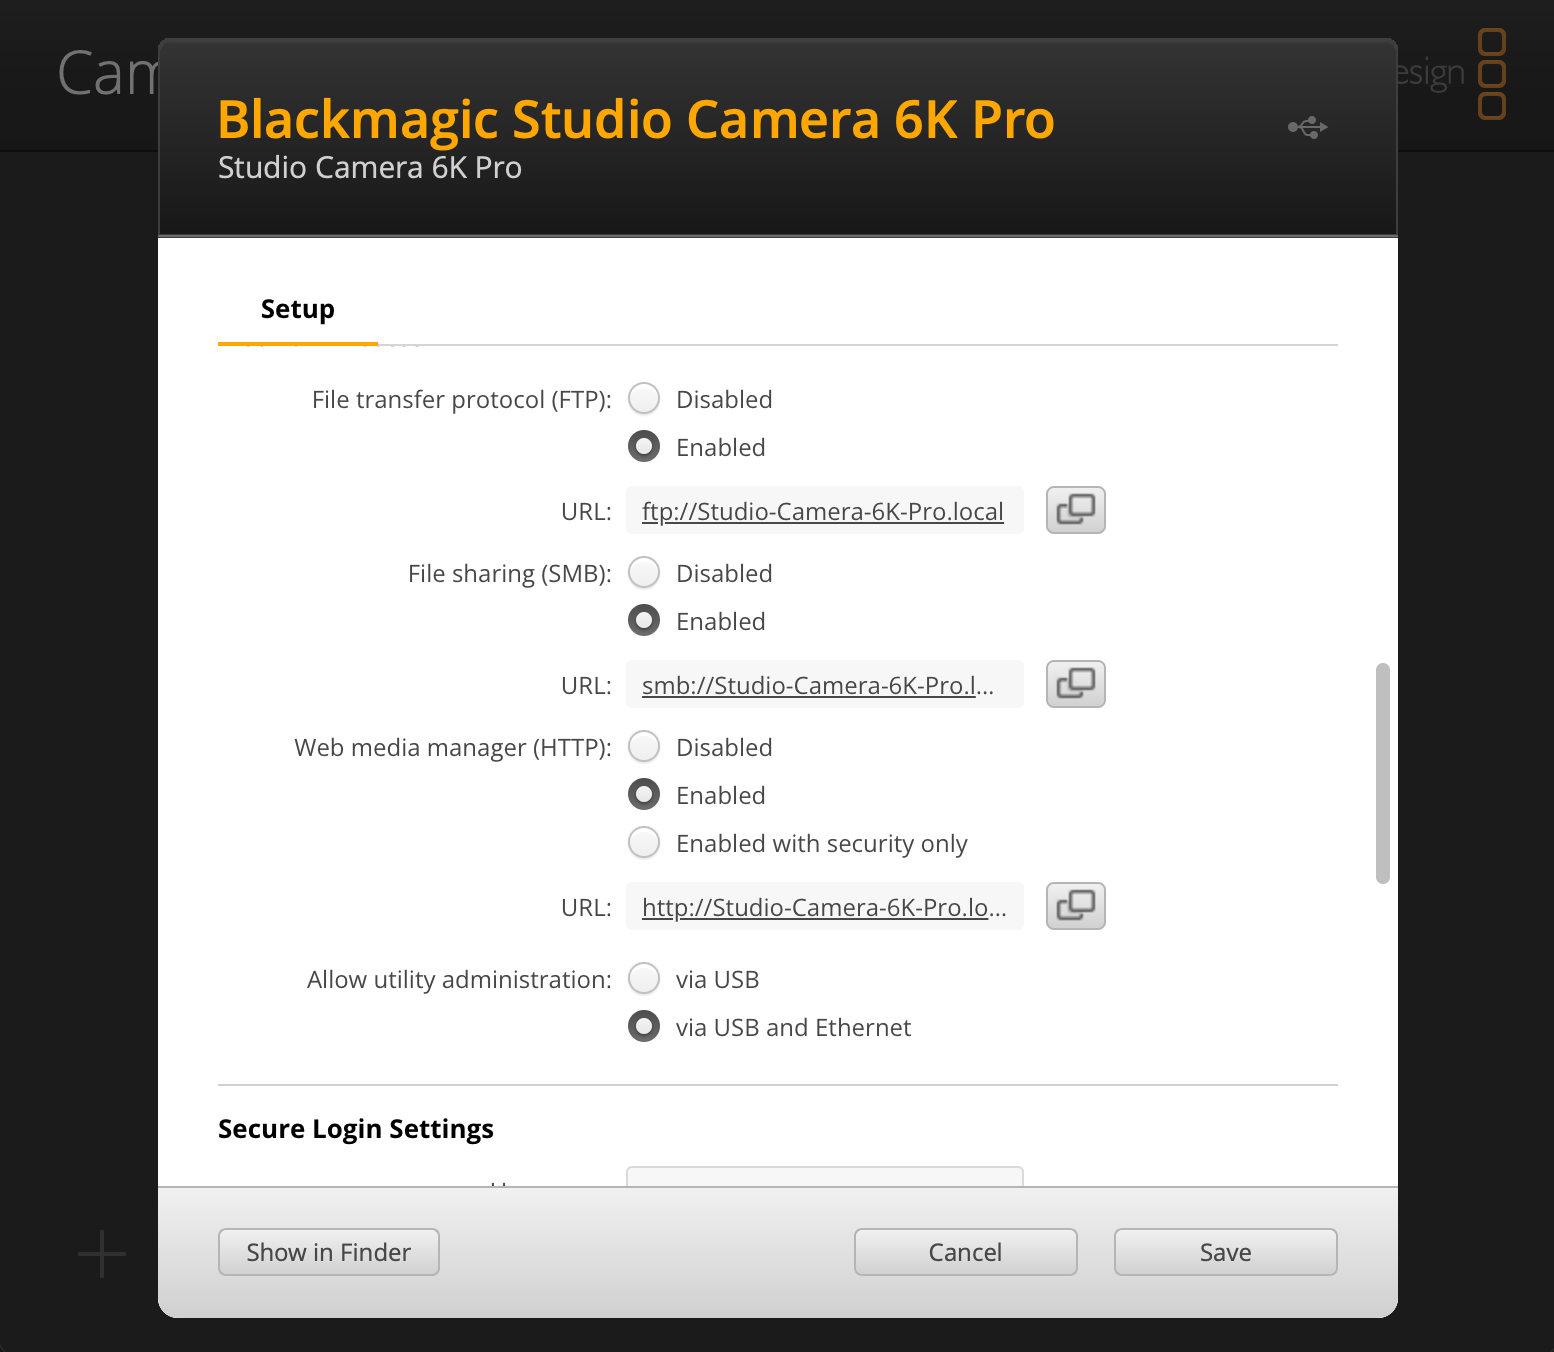 Cam
esign
Blackmagic Studio Camera 6K Pro
Studio Camera 6K Pro
Setup
File transfer protocol (FTP): Disabled
Enabled
URL: ftp://Studio-Camera-6K-Pro.local
File sharing (SMB): Disabled
Enabled
URL: smb://Studio-Camera-6K-Pro.l...
Web media manager (HTTP): Disabled
Enabled
Enabled with security only
URL: http://Studio-Camera-6K-Pro.lo...
Allow utility administration: via USB
via USB and Ethernet
Secure Login Settings
Show in Finder Cancel Save